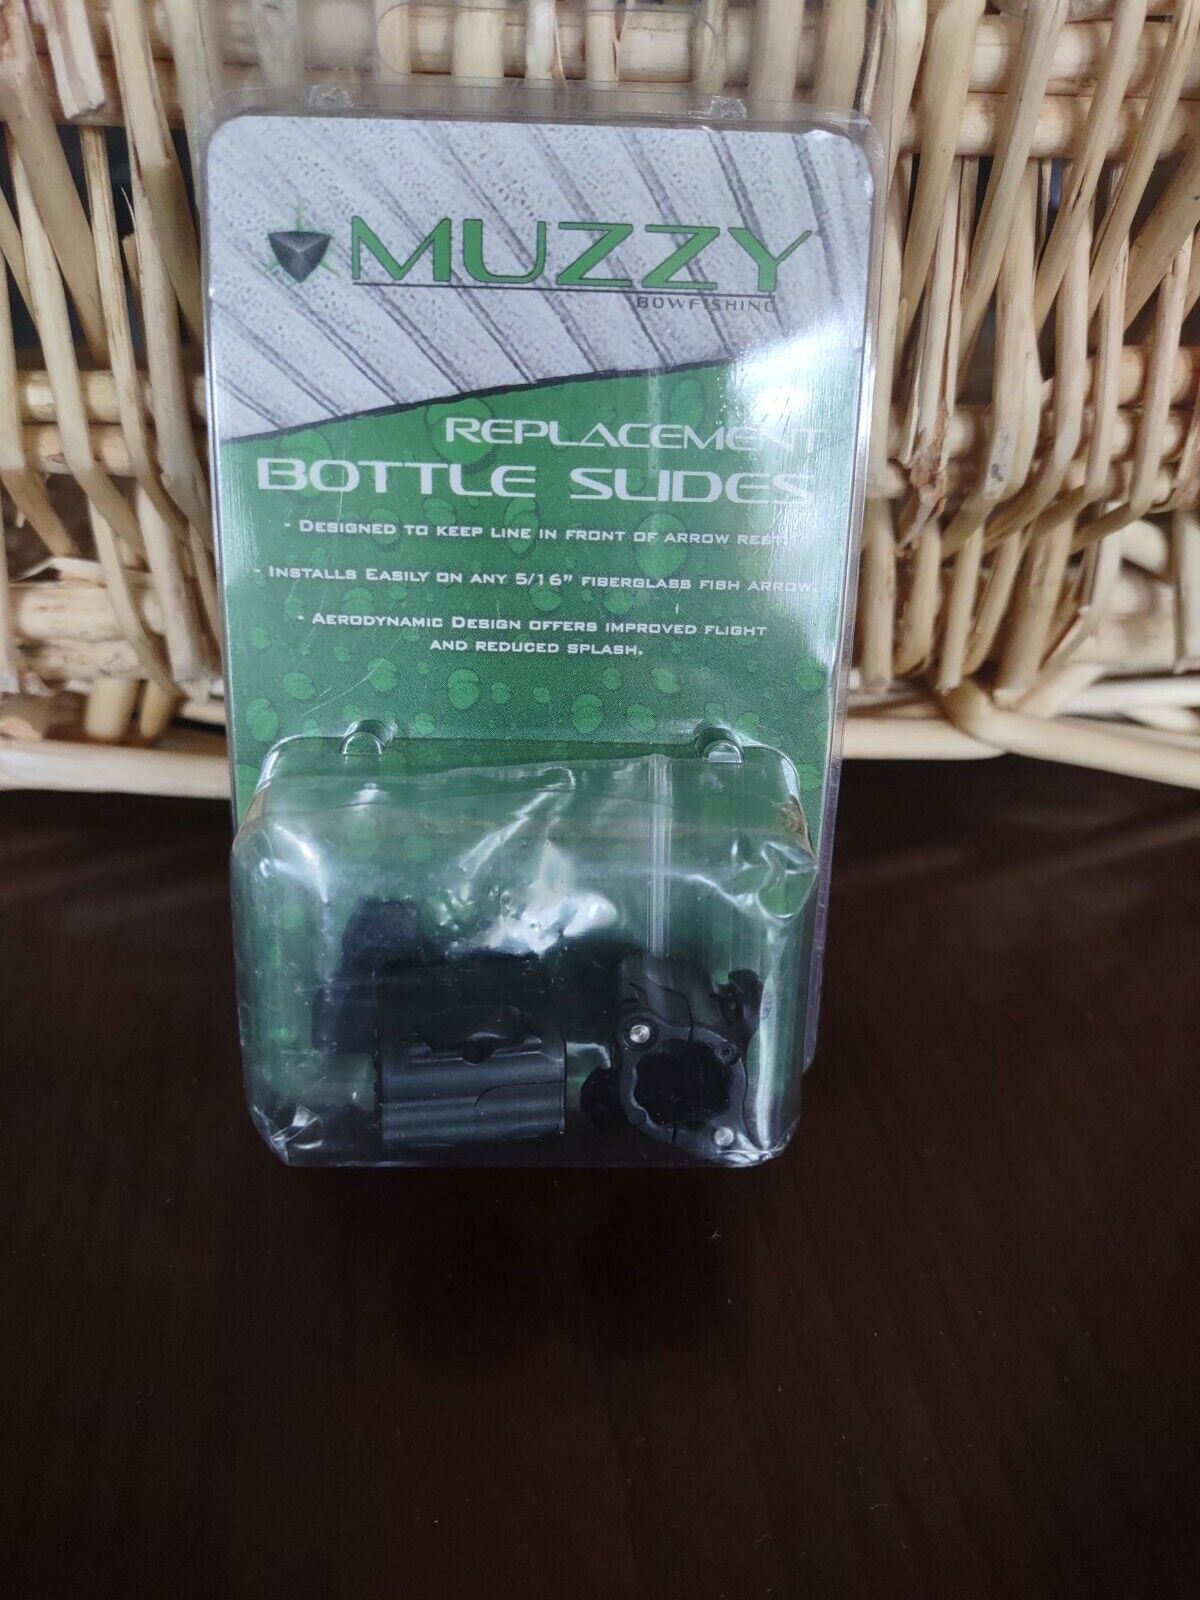 MUZZY
BOWFISHING
REPLACEMENT
BOTTLE SLIDES
- DESIGNED TO KEEP LINE IN FRONT OF ARROW REST.
- INSTALLS EASILY ON ANY 5/16" FIBERGLASS FISH ARROW.
- AERODYNAMIC DESIGN OFFERS IMPROVED FLIGHT
AND REDUCED SPLASH.